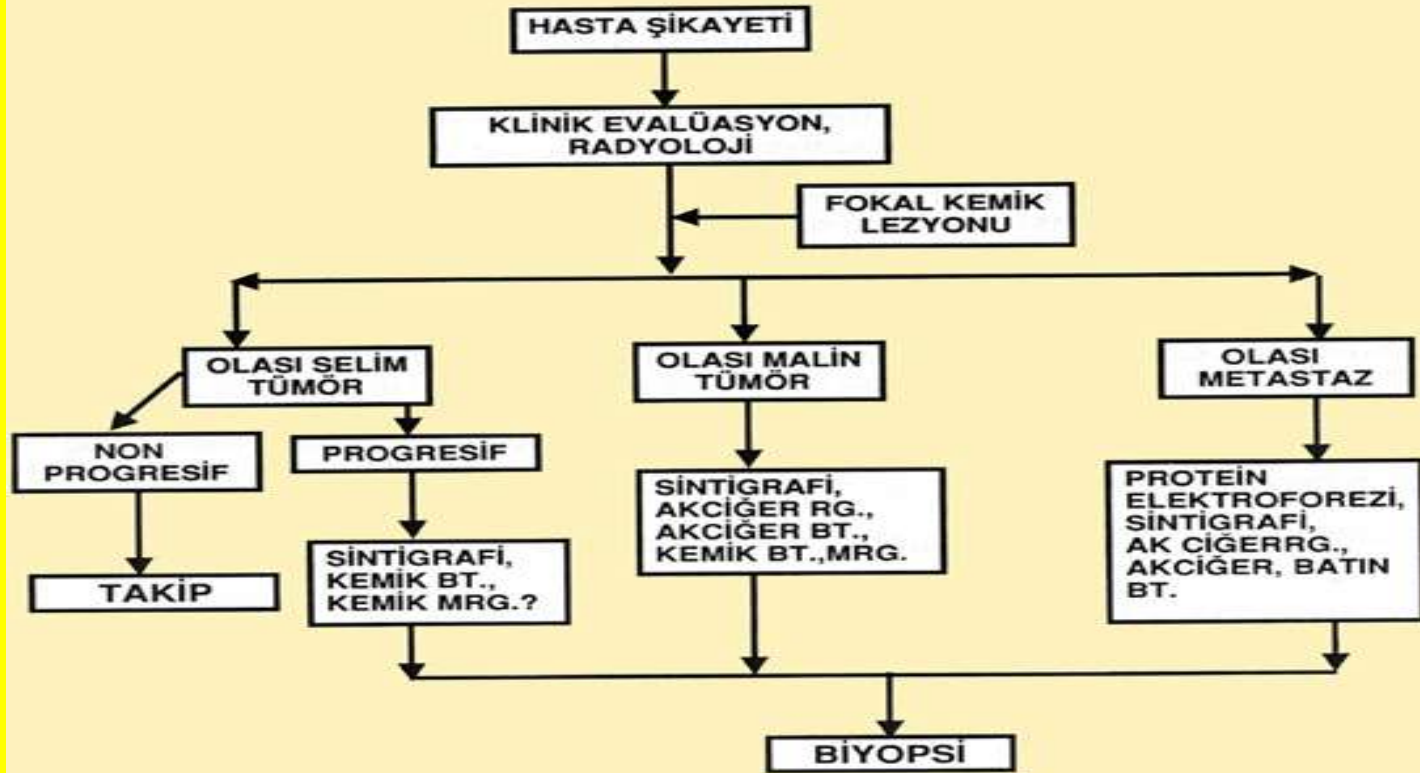 HASTA ŞİKAYETİ
KLİNİK EVALÜASYON,
RADYOLOJİ
FOKAL KEMİK
LEZYONU
OLASI SELİM
TÜMÖR
OLASI MALİN
TÜMÖR
OLASI
METASTAZ
NON
PROGRESİF
PROGRESİF
TAKİP
SİNTİGRAFİ,
KEMİK BT.,
KEMİK MRG.?
SİNTİGRAFİ,
AKCİĞER RG.,
AKCİĞER BT.,
KEMİK BT.,MRG.
PROTEİN
ELEKTROFOREZİ,
SİNTİGRAFİ,
AK CİĞERRG.,
AKCİĞER, BATIN
BT.
BİYOPSİ